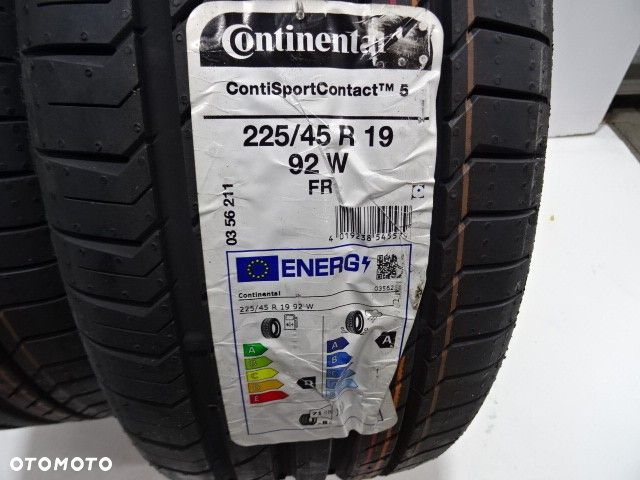 Continental
ContiSportContact™ 5
225/45 R 19
92 W
FR
03 56 211
ENERG
Continental
225/45 R 19 92 W
A
B
C
D
E
A
B
A
B
OTOMOTO